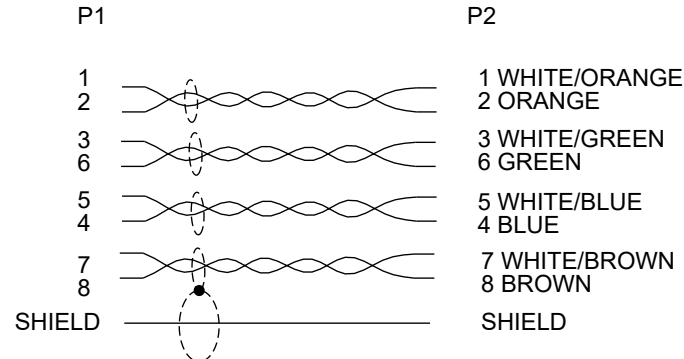 P1 P2
1 1 WHITE/ORANGE
2 2 ORANGE
3 3 WHITE/GREEN
6 6 GREEN
5 5 WHITE/BLUE
4 4 BLUE
7 7 WHITE/BROWN
8 8 BROWN
SHIELD SHIELD